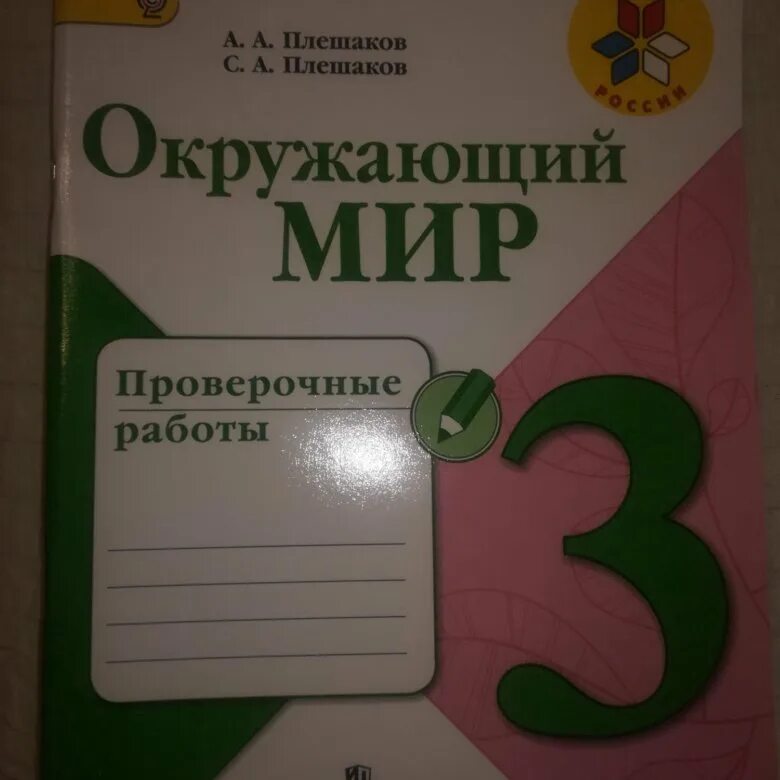 А. А. Плешаков
С. А. Плешаков
РОССИИ
Окружающий
МИР
Проверочные
работы
3